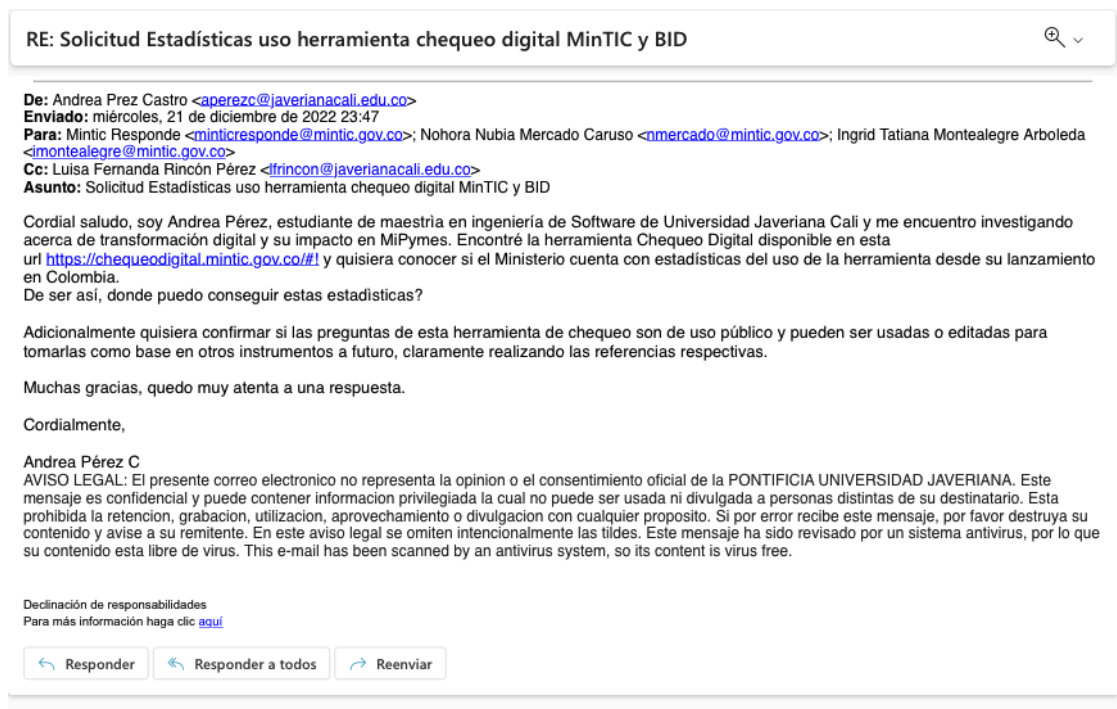 RE: Solicitud Estadísticas uso herramienta chequeo digital MinTIC y BID
De: Andrea Prez Castro <aperezc@javerianacali.edu.co>
Enviado: miércoles, 21 de diciembre de 2022 23:47
Para: Mintic Responde <minticresponde@mintic.gov.co>; Nohora Nubia Mercado Caruso <nmercado@mintic.gov.co>; Ingrid Tatiana Montealegre Arboleda
<imontealegre@mintic.gov.co>
Cc: Luisa Fernanda Rincón Pérez <lfrincon@javerianacali.edu.co>
Asunto: Solicitud Estadísticas uso herramienta chequeo digital MinTIC y BID
Cordial saludo, soy Andrea Pérez, estudiante de maestrìa en ingeniería de Software de Universidad Javeriana Cali y me encuentro investigando
acerca de transformación digital y su impacto en MiPymes. Encontré la herramienta Chequeo Digital disponible en esta
url https://chequeodigital.mintic.gov.co/#! y quisiera conocer si el Ministerio cuenta con estadísticas del uso de la herramienta desde su lanzamiento
en Colombia.
De ser así, donde puedo conseguir estas estadìsticas?
Adicionalmente quisiera confirmar si las preguntas de esta herramienta de chequeo son de uso público y pueden ser usadas o editadas para
tomarlas como base en otros instrumentos a futuro, claramente realizando las referencias respectivas.
Muchas gracias, quedo muy atenta a una respuesta.
Cordialmente,
Andrea Pérez C
AVISO LEGAL: El presente correo electronico no representa la opinion o el consentimiento oficial de la PONTIFICIA UNIVERSIDAD JAVERIANA. Este
mensaje es confidencial y puede contener informacion privilegiada la cual no puede ser usada ni divulgada a personas distintas de su destinatario. Esta
prohibida la retencion, grabacion, utilizacion, aprovechamiento o divulgacion con cualquier proposito. Si por error recibe este mensaje, por favor destruya su
contenido y avise a su remitente. En este aviso legal se omiten intencionalmente las tildes. Este mensaje ha sido revisado por un sistema antivirus, por lo que
su contenido esta libre de virus. This e-mail has been scanned by an antivirus system, so its content is virus free.
Declinación de responsabilidades
Para más información haga clic aquí
Responder Responder a todos Reenviar